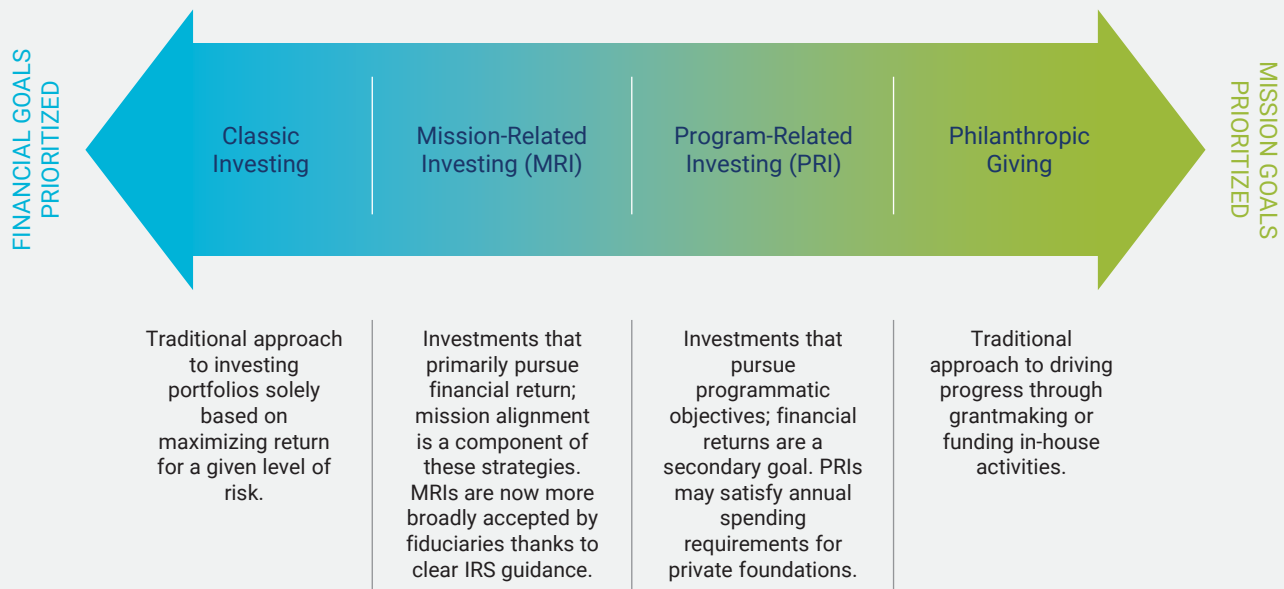 FINANCIAL GOALS
PRIORITIZED
Classic
Investing
Mission-Related
Investing (MRI)
Program-Related
Investing (PRI)
Philanthropic
Giving
MISSION GOALS
PRIORITIZED
Traditional approach
to investing
portfolios solely
based on
maximizing return
for a given level of
risk.
Investments that
primarily pursue
financial return;
mission alignment
is a component of
these strategies.
MRIs are now more
broadly accepted by
fiduciaries thanks to
clear IRS guidance.
Investments that
pursue
programmatic
objectives; financial
returns are a
secondary goal. PRIs
may satisfy annual
spending
requirements for
private foundations.
Traditional
approach to driving
progress through
grantmaking or
funding in-house
activities.